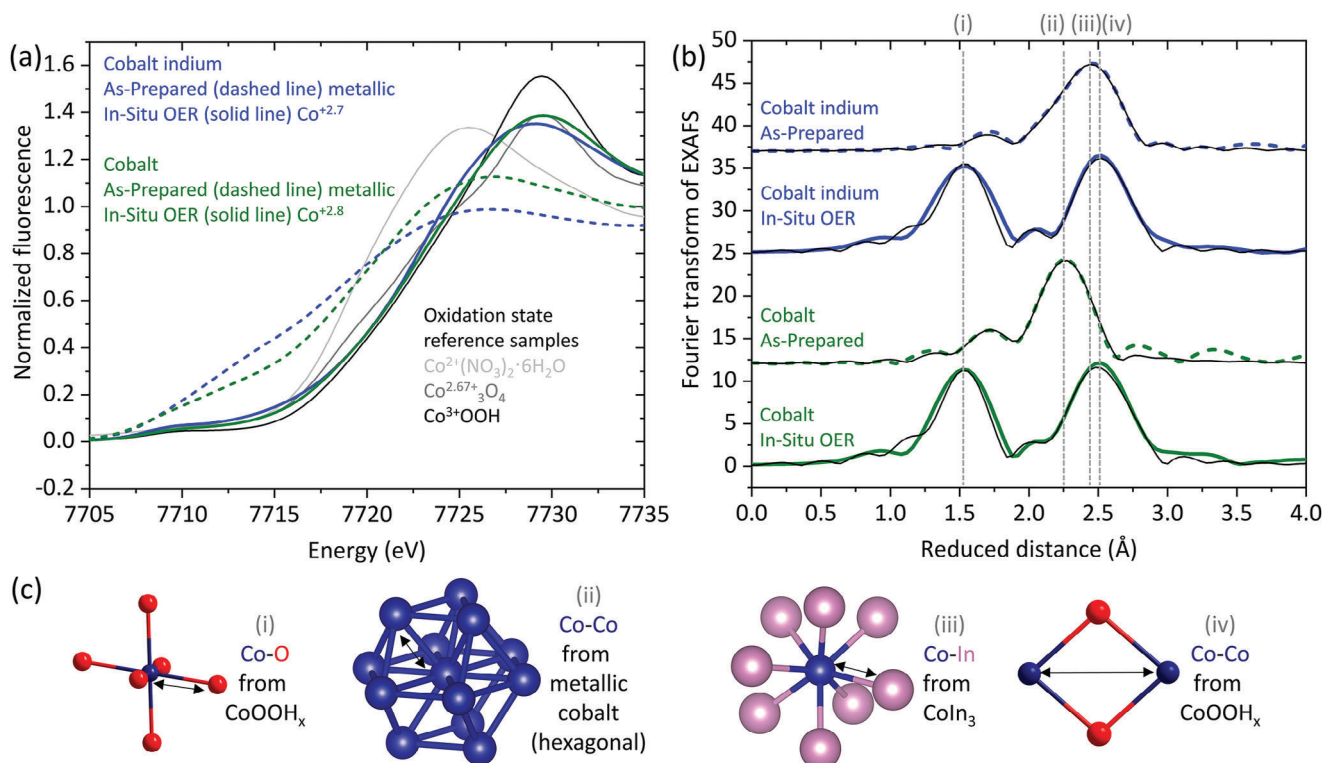 (a)
Normalized fluorescence
1.6
1.4
1.2
1.0
0.8
0.6
0.4
0.2
0.0
-0.2
Cobalt indium
As-Prepared (dashed line) metallic
In-Situ OER (solid line) Co+2.7
Cobalt
As-Prepared (dashed line) metallic
In-Situ OER (solid line) Co+2.8
Oxidation state
reference samples
Co2+(NO3)2·6H2O
Co2.67+3O4
Co3+OOH
7705 7710 7715 7720 7725 7730 7735
Energy (eV)
(b)
(i) (ii) (iii) (iv)
Fourier transform of EXAFS
50
45
40
35
30
25
20
15
10
5
0
Cobalt indium
As-Prepared
Cobalt indium
In-Situ OER
Cobalt
As-Prepared
Cobalt
In-Situ OER
0.0 0.5 1.0 1.5 2.0 2.5 3.0 3.5 4.0
Reduced distance (Å)
(c)
(i)
Co-O
from
CoOOHx
(ii)
Co-Co
from
metallic
cobalt
(hexagonal)
(iii)
Co-In
from
CoIn3
(iv)
Co-Co
from
CoOOHx